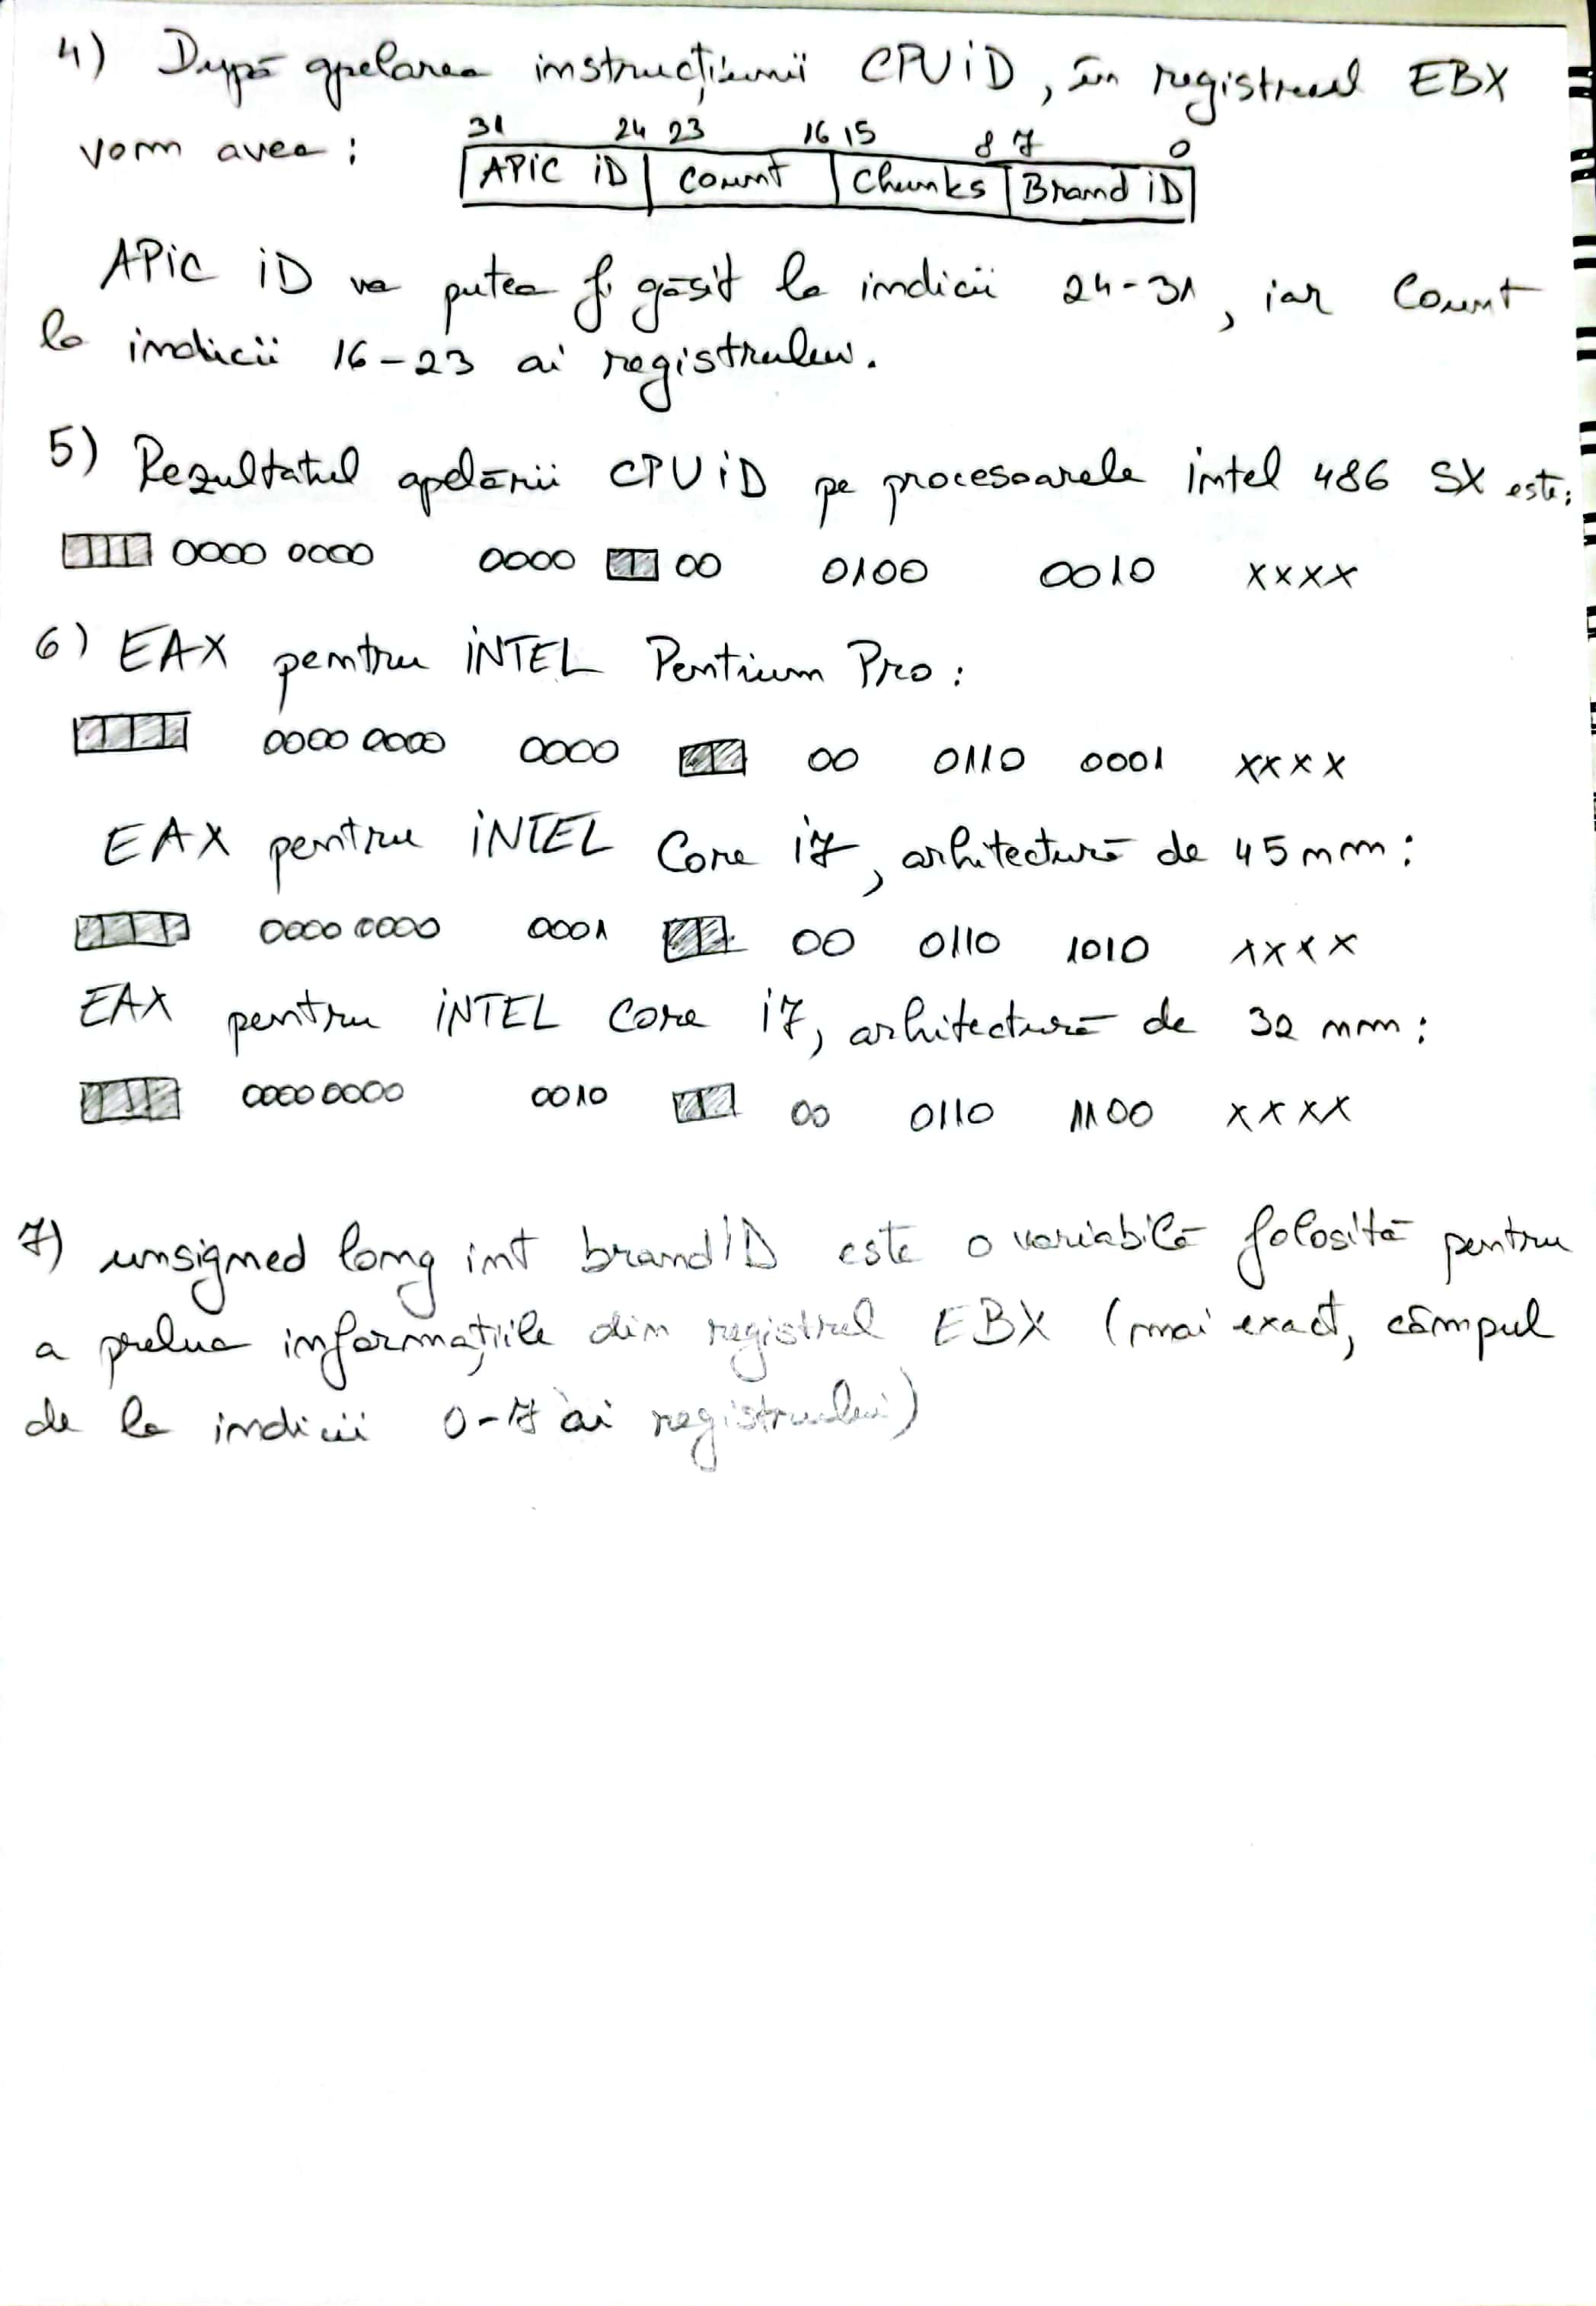 4) După apelarea instrucțiunii CPUiD, în registrul EBX
vom avea:
31 24 23 16 15 8 7 0
APiC iD Count Chunks Brand iD
APiC iD va putea fi găsit la indicii 24-31, iar Count
la indicii 16-23 ai registrului.
5) Rezultatul apelării CPUiD pe procesoarele intel 486 SX este:
0000 0000 0000 00 0100 0010 xxxx
6) EAX pentru iNTEL Pentium Pro:
0000 0000 0000 00 0110 0001 xxxx
EAX pentru iNTEL Core i7, arhitectură de 45 nm:
0000 0000 0001 00 0110 1010 xxxx
EAX pentru iNTEL Core i7, arhitectură de 32 nm:
0000 0000 0010 00 0110 1100 xxxx
7) unsigned long int brandID este o variabilă folosită pentru
a prelua informațiile din registrul EBX (mai exact, câmpul
de la indicii 0-7 ai registrului)